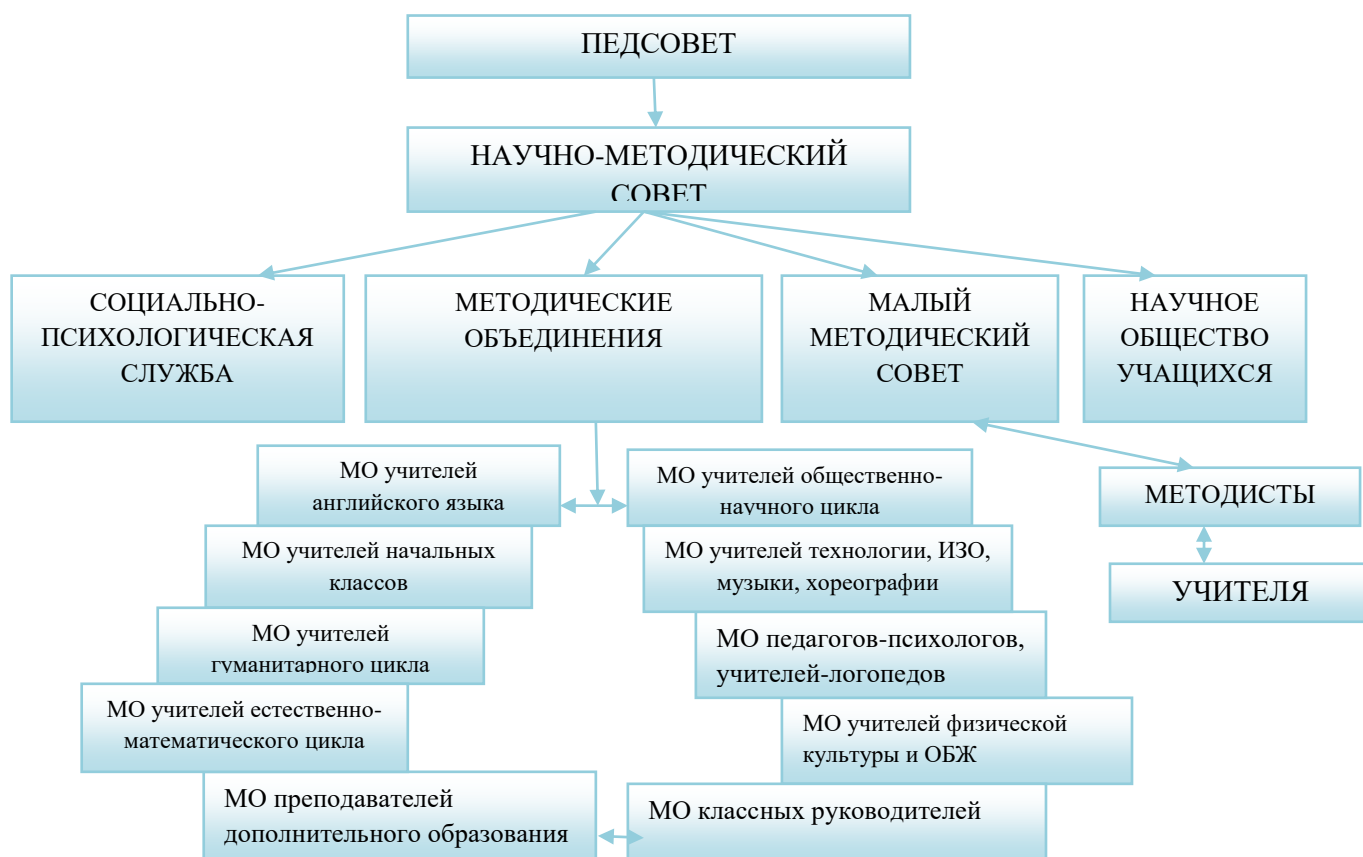 ПЕДСОВЕТ
НАУЧНО-МЕТОДИЧЕСКИЙ
СОВЕТ
СОЦИАЛЬНО-
ПСИХОЛОГИЧЕСКАЯ
СЛУЖБА
МЕТОДИЧЕСКИЕ
ОБЪЕДИНЕНИЯ
МАЛЫЙ
МЕТОДИЧЕСКИЙ
СОВЕТ
НАУЧНОЕ
ОБЩЕСТВО
УЧАЩИХСЯ
МО учителей
английского языка
МО учителей общественно-
научного цикла
МЕТОДИСТЫ
МО учителей начальных
классов
МО учителей технологии, ИЗО,
музыки, хореографии
УЧИТЕЛЯ
МО учителей
гуманитарного цикла
МО педагогов-психологов,
учителей-логопедов
МО учителей естественно-
математического цикла
МО учителей физической
культуры и ОБЖ
МО преподавателей
дополнительного образования
МО классных руководителей